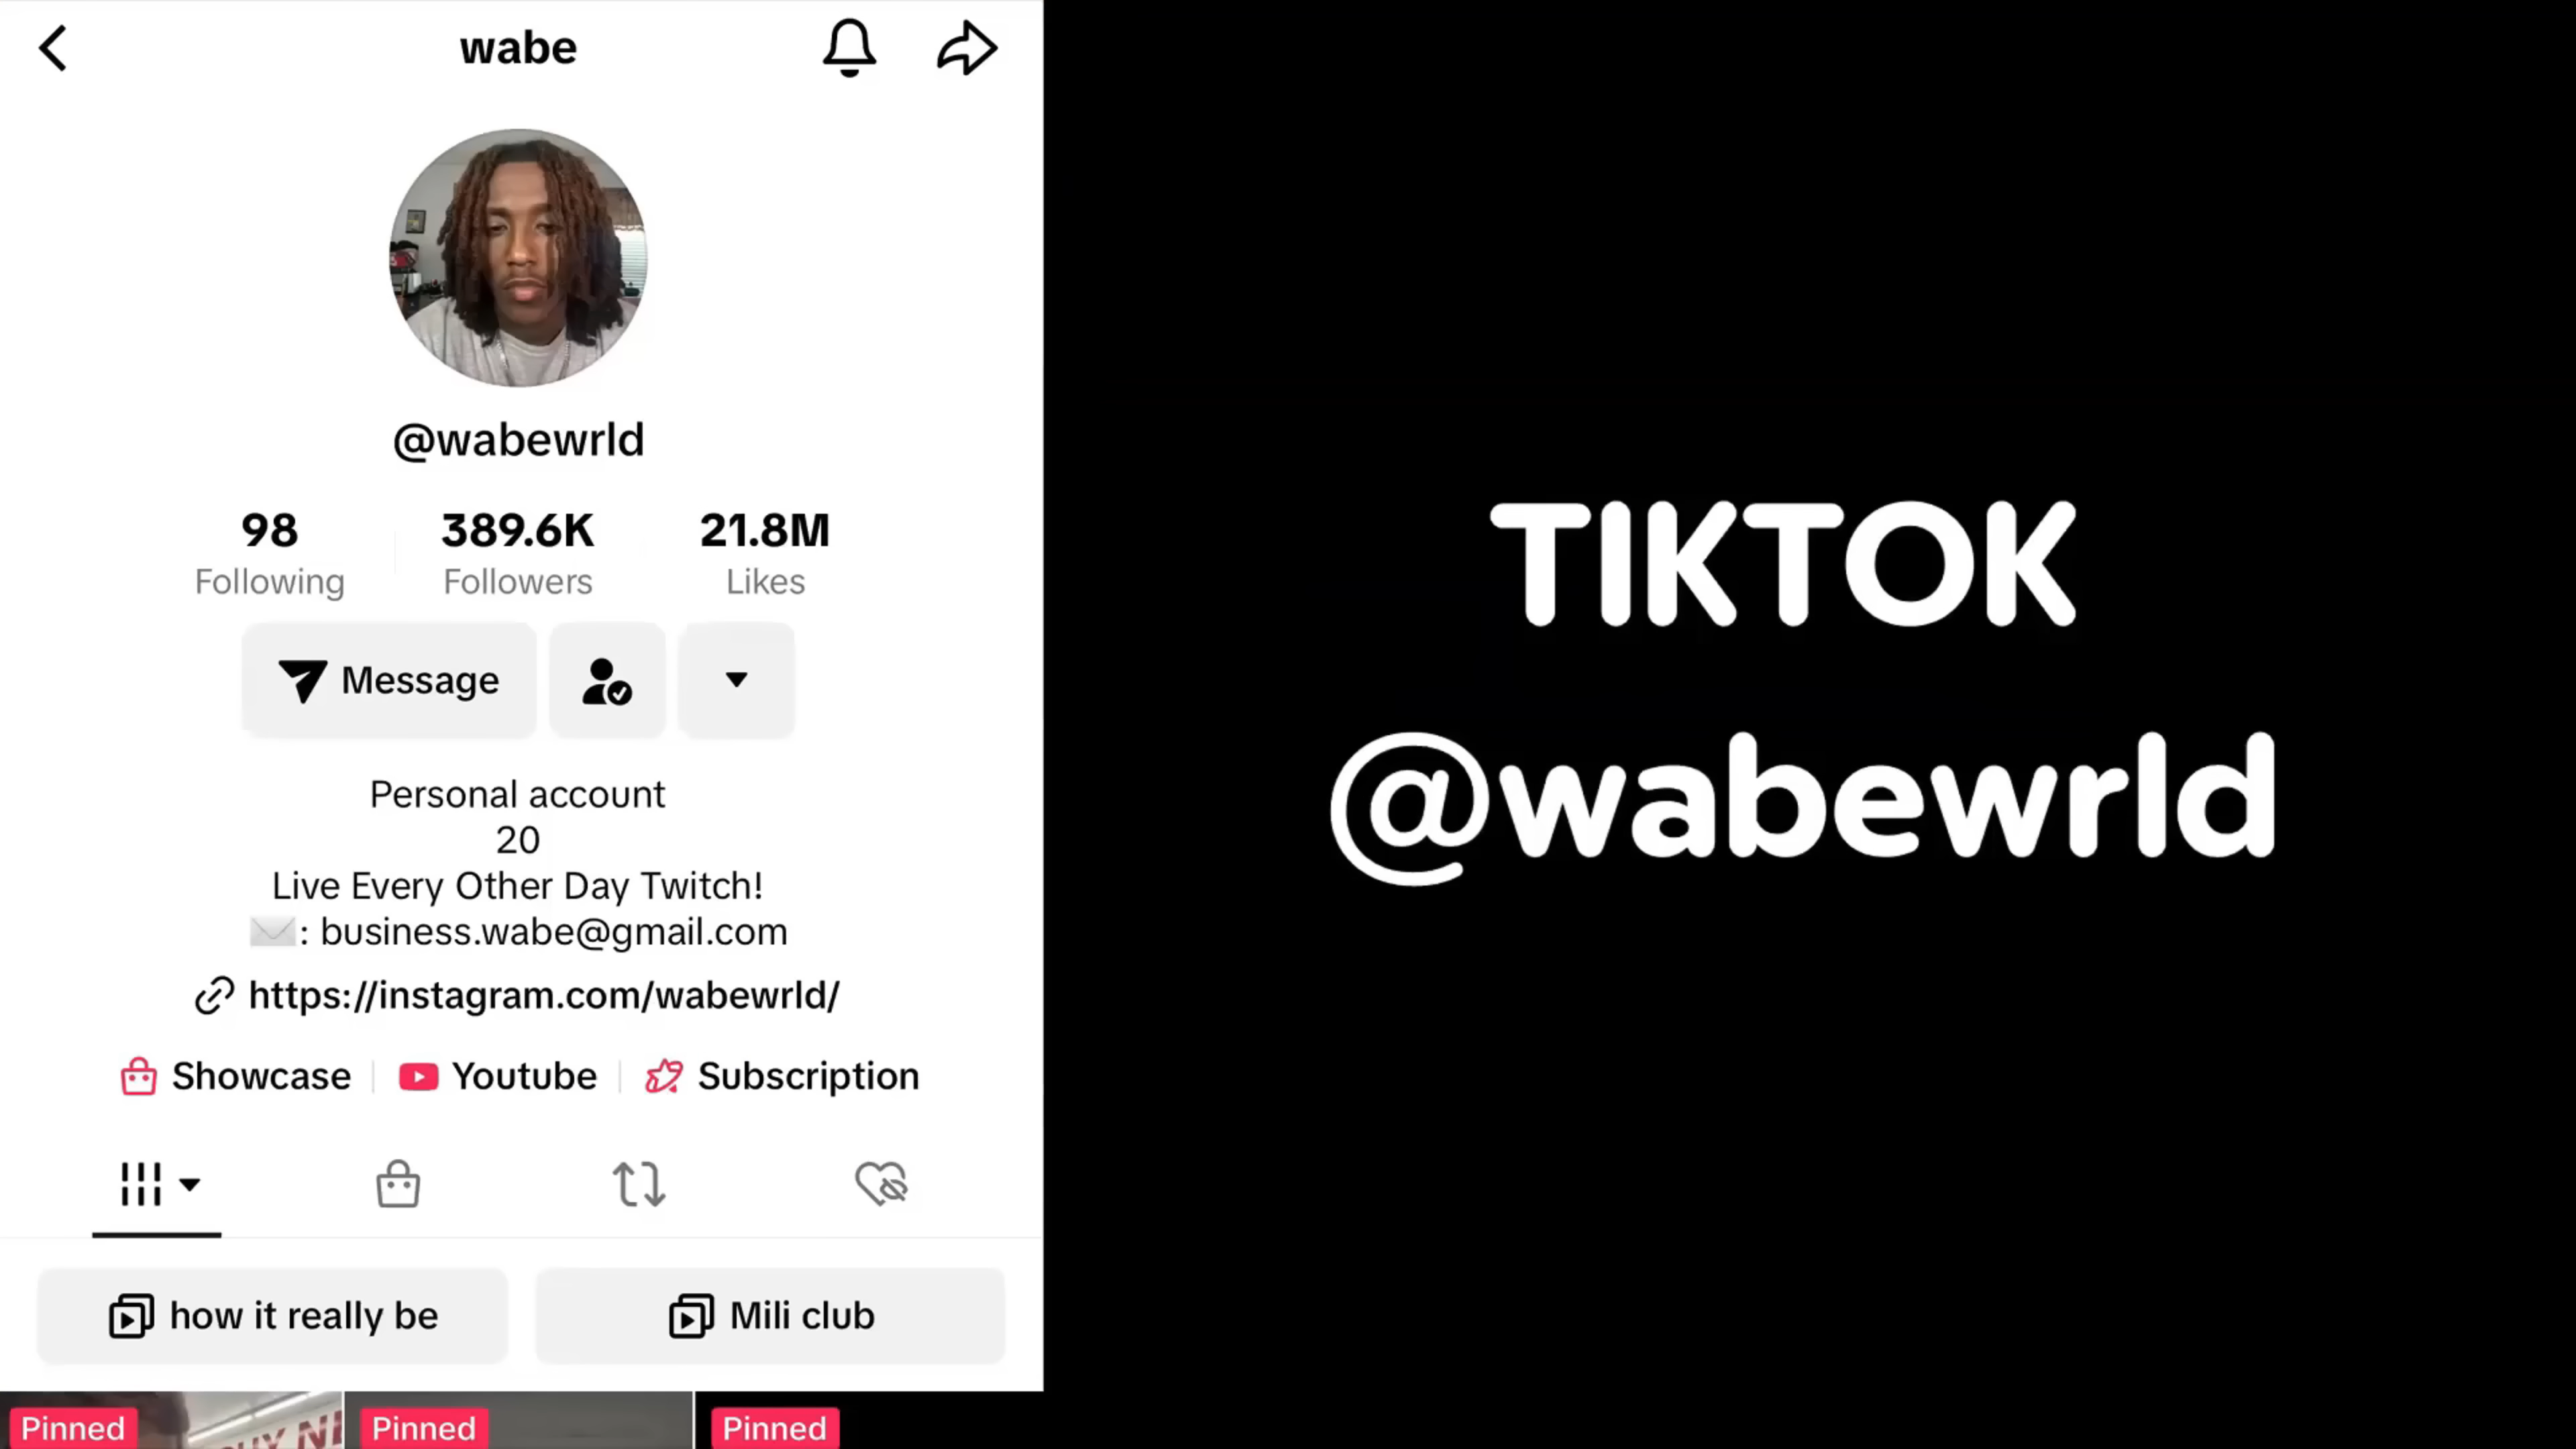 wabe
@wabewrld
98
389.6K
21.8M
Following
Followers
Likes
Message
Personal account
20
Live Every Other Day Twitch!
: business.wabe@gmail.com
https://instagram.com/wabewrld/
Showcase
Youtube
Subscription
how it really be
Mili club
Pinned
Pinned
Pinned
TIKTOK
@wabewrld